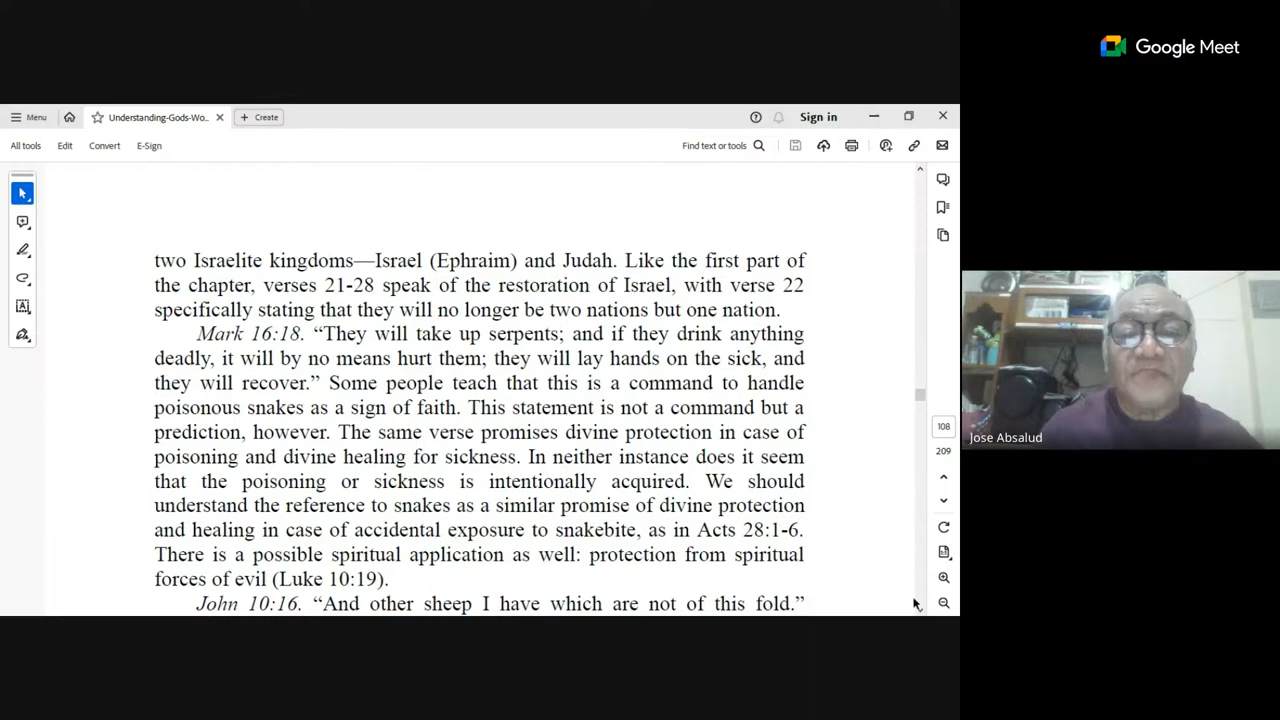 Google Meet
Menu
Understanding-Gods-Wo...
Create
Sign in
All tools
Edit
Convert
E-Sign
Find text or tools
two Israelite kingdoms—Israel (Ephraim) and Judah. Like the first part of
the chapter, verses 21-28 speak of the restoration of Israel, with verse 22
specifically stating that they will no longer be two nations but one nation.
Mark 16:18. “They will take up serpents; and if they drink anything
deadly, it will by no means hurt them; they will lay hands on the sick, and
they will recover.” Some people teach that this is a command to handle
poisonous snakes as a sign of faith. This statement is not a command but a
prediction, however. The same verse promises divine protection in case of
poisoning and divine healing for sickness. In neither instance does it seem
that the poisoning or sickness is intentionally acquired. We should
understand the reference to snakes as a similar promise of divine protection
and healing in case of accidental exposure to snakebite, as in Acts 28:1-6.
There is a possible spiritual application as well: protection from spiritual
forces of evil (Luke 10:19).
John 10:16. “And other sheep I have which are not of this fold.”
108
209
Jose Absalud